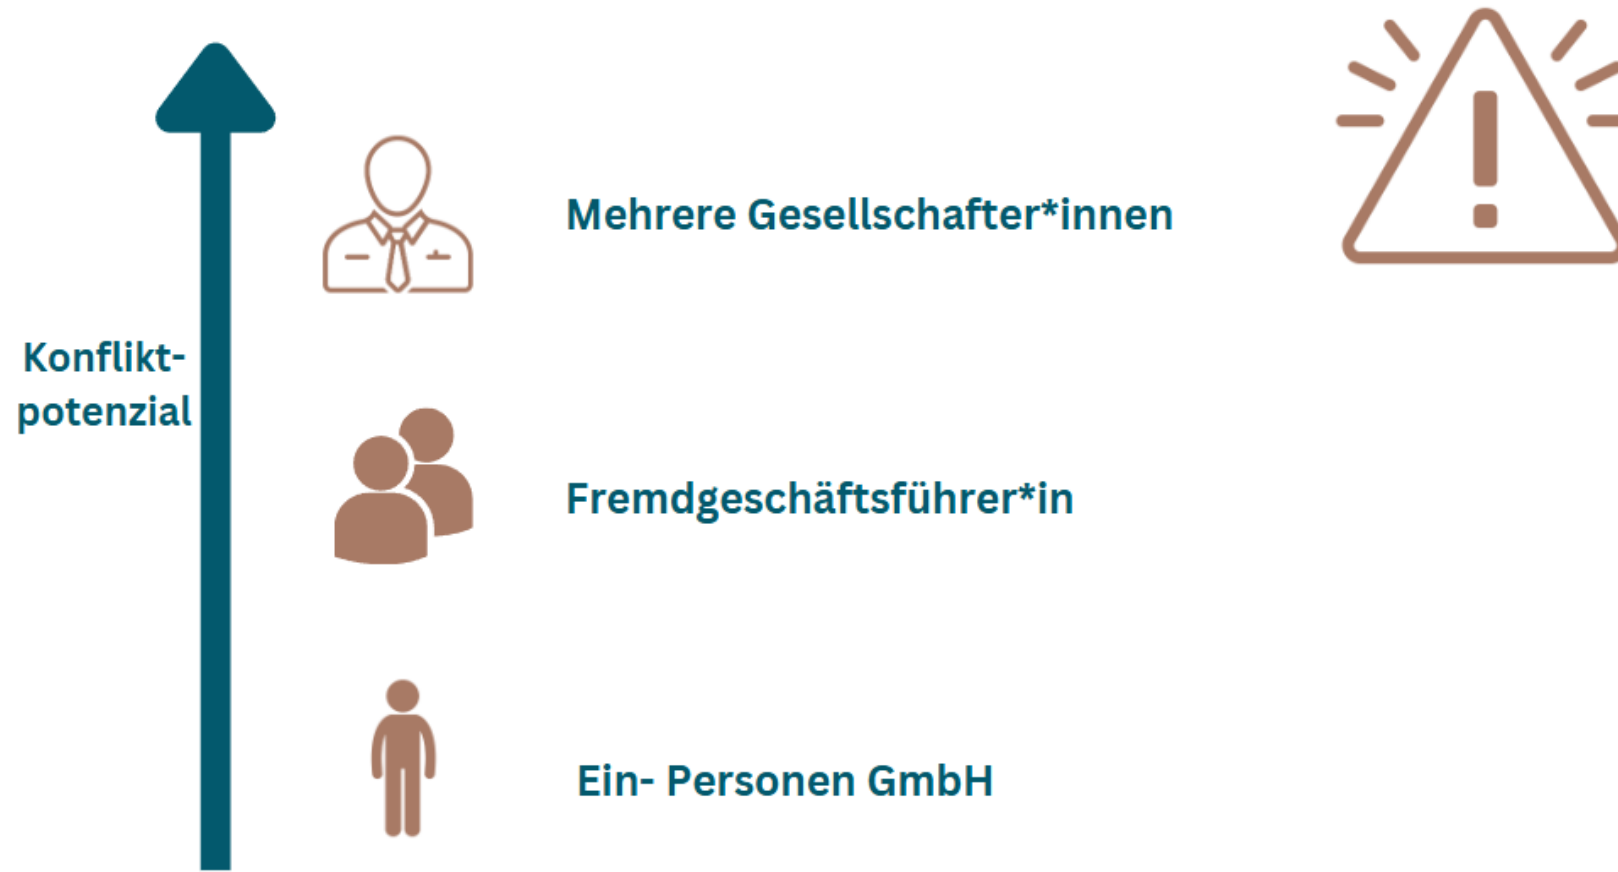 Mehrere Gesellschafter*innen
Konflikt-
potenzial
Fremdgeschäftsführer*in
Ein- Personen GmbH